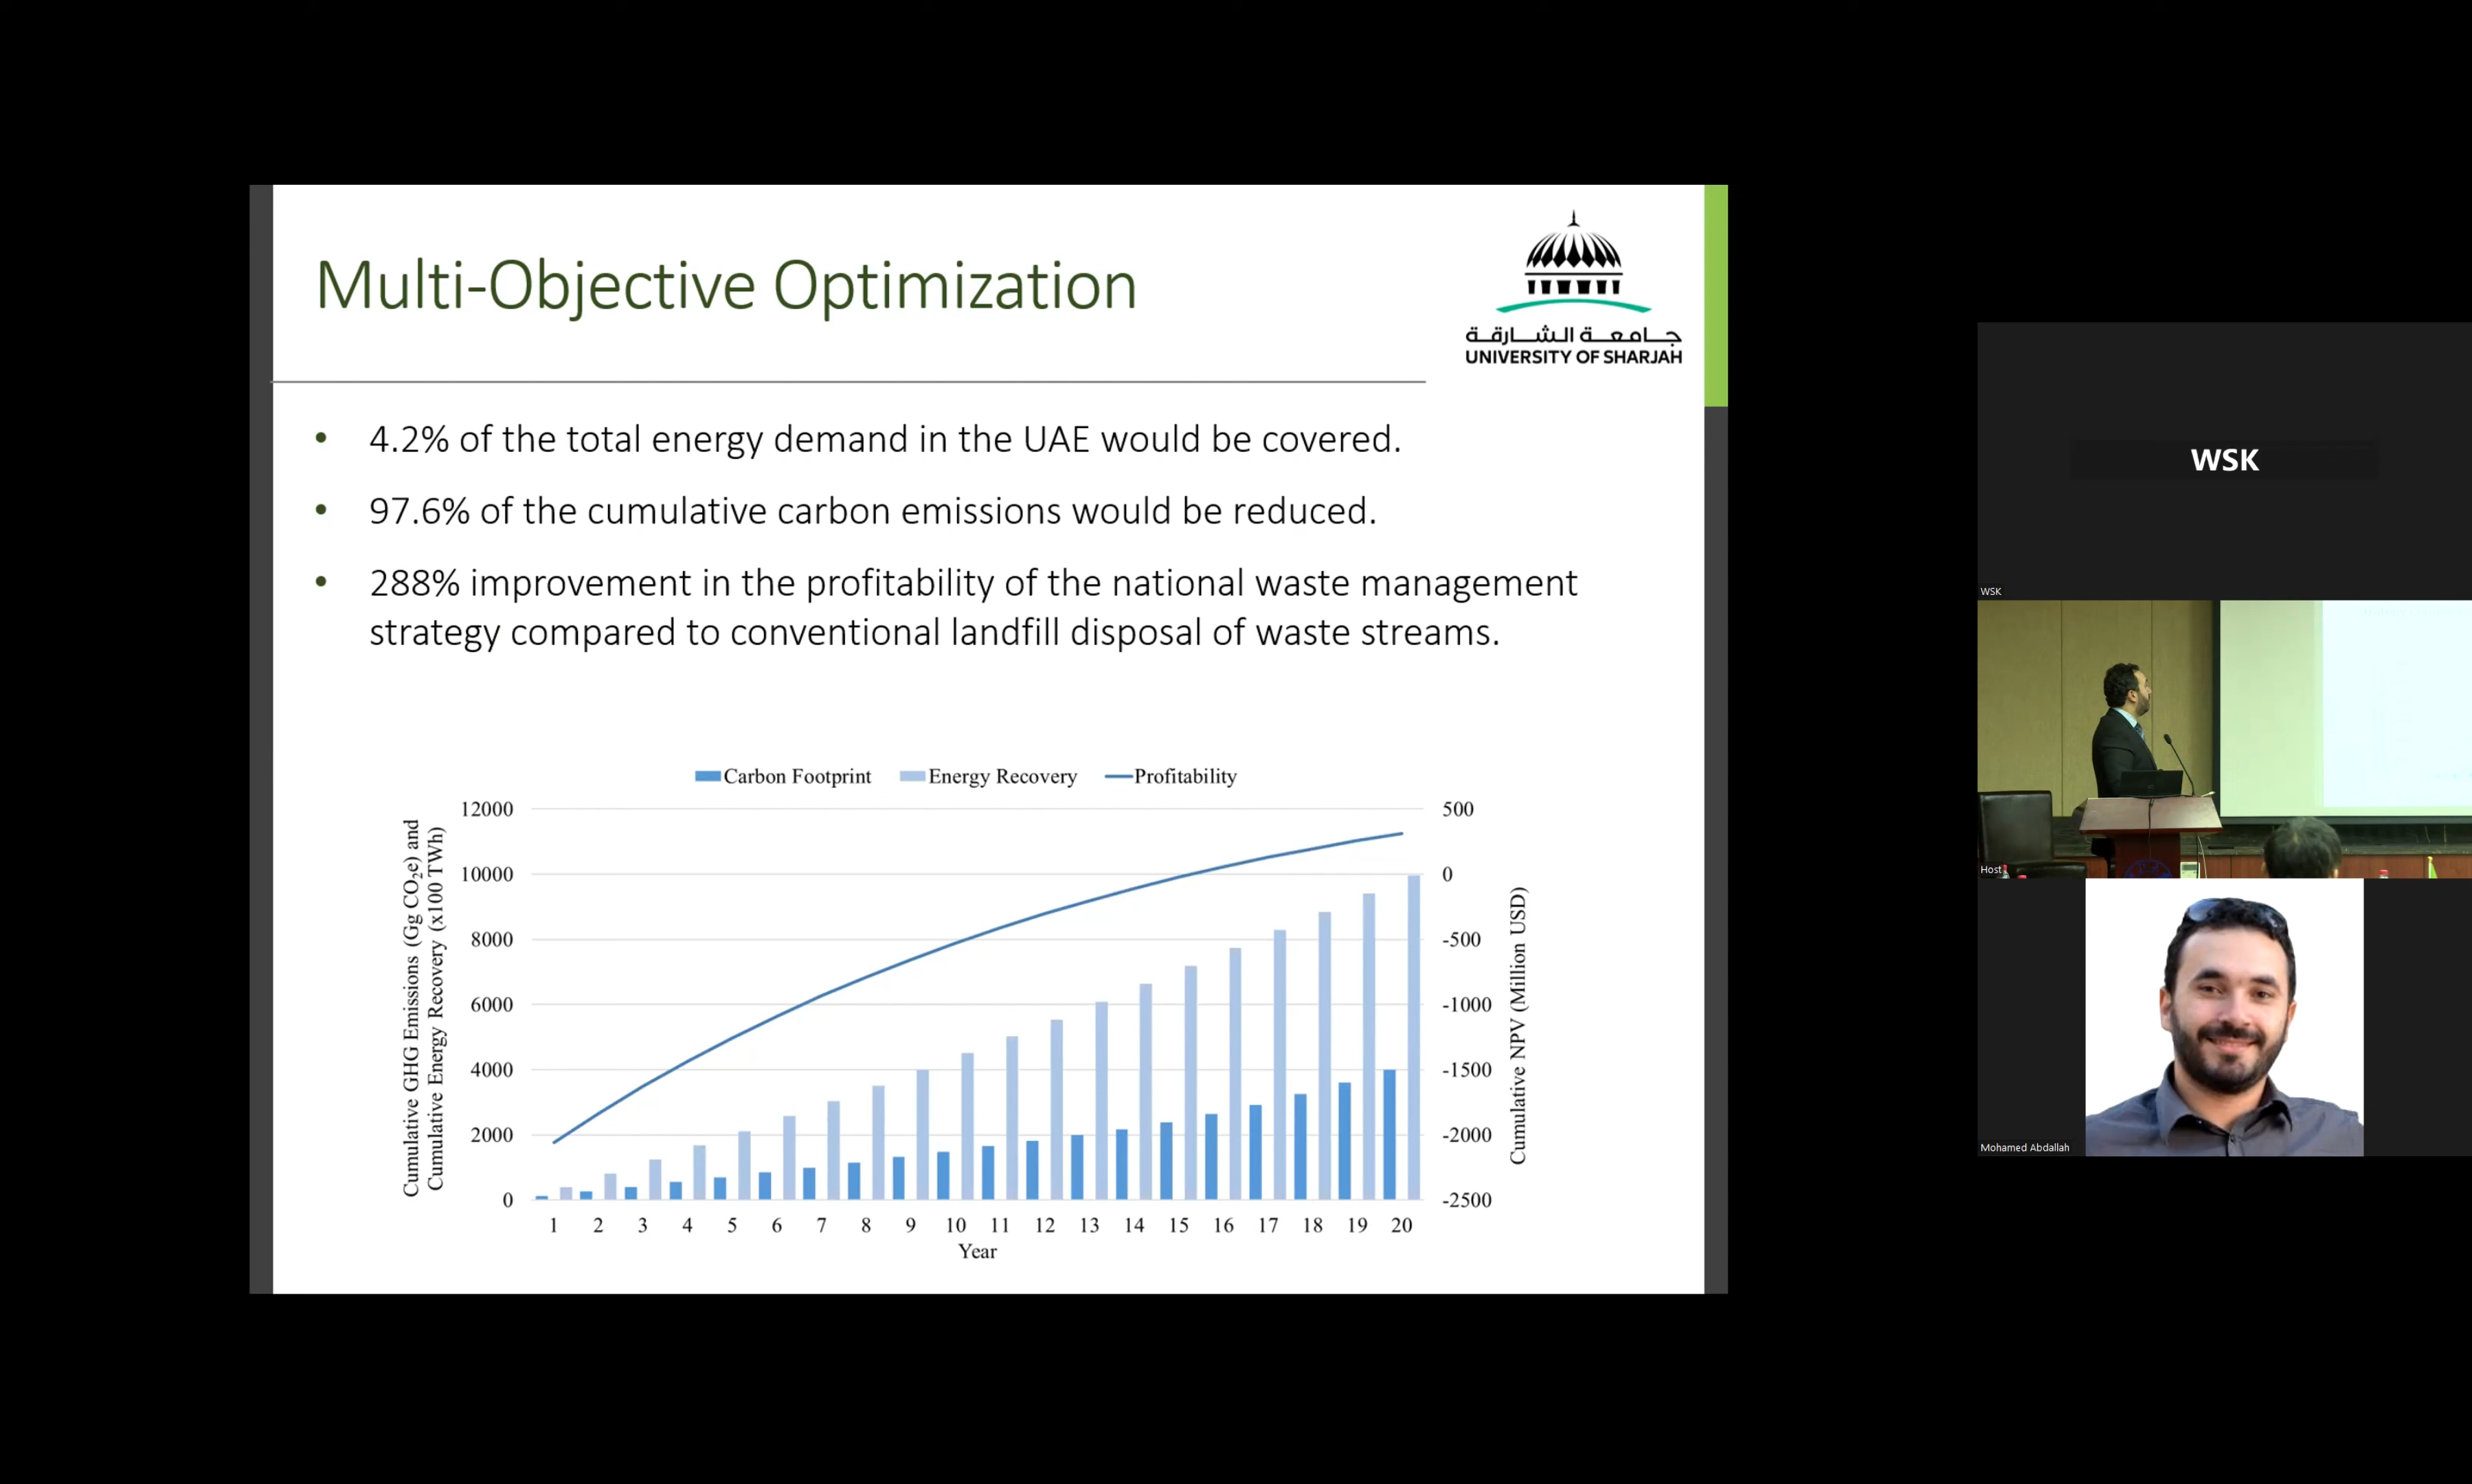 Multi-Objective Optimization
جامعة الشارقة
UNIVERSITY OF SHARJAH
• 4.2% of the total energy demand in the UAE would be covered.
• 97.6% of the cumulative carbon emissions would be reduced.
• 288% improvement in the profitability of the national waste management
strategy compared to conventional landfill disposal of waste streams.
Carbon Footprint Energy Recovery Profitability
Cumulative GHG Emissions (Gg CO₂e) and
Cumulative Energy Recovery (x100 TWh)
12000
10000
8000
6000
4000
2000
0
500
0
-500
-1000
-1500
-2000
-2500
Cumulative NPV (Million USD)
1 2 3 4 5 6 7 8 9 10 11 12 13 14 15 16 17 18 19 20
Year
WSK
WSK
Host
Mohamed Abdallah